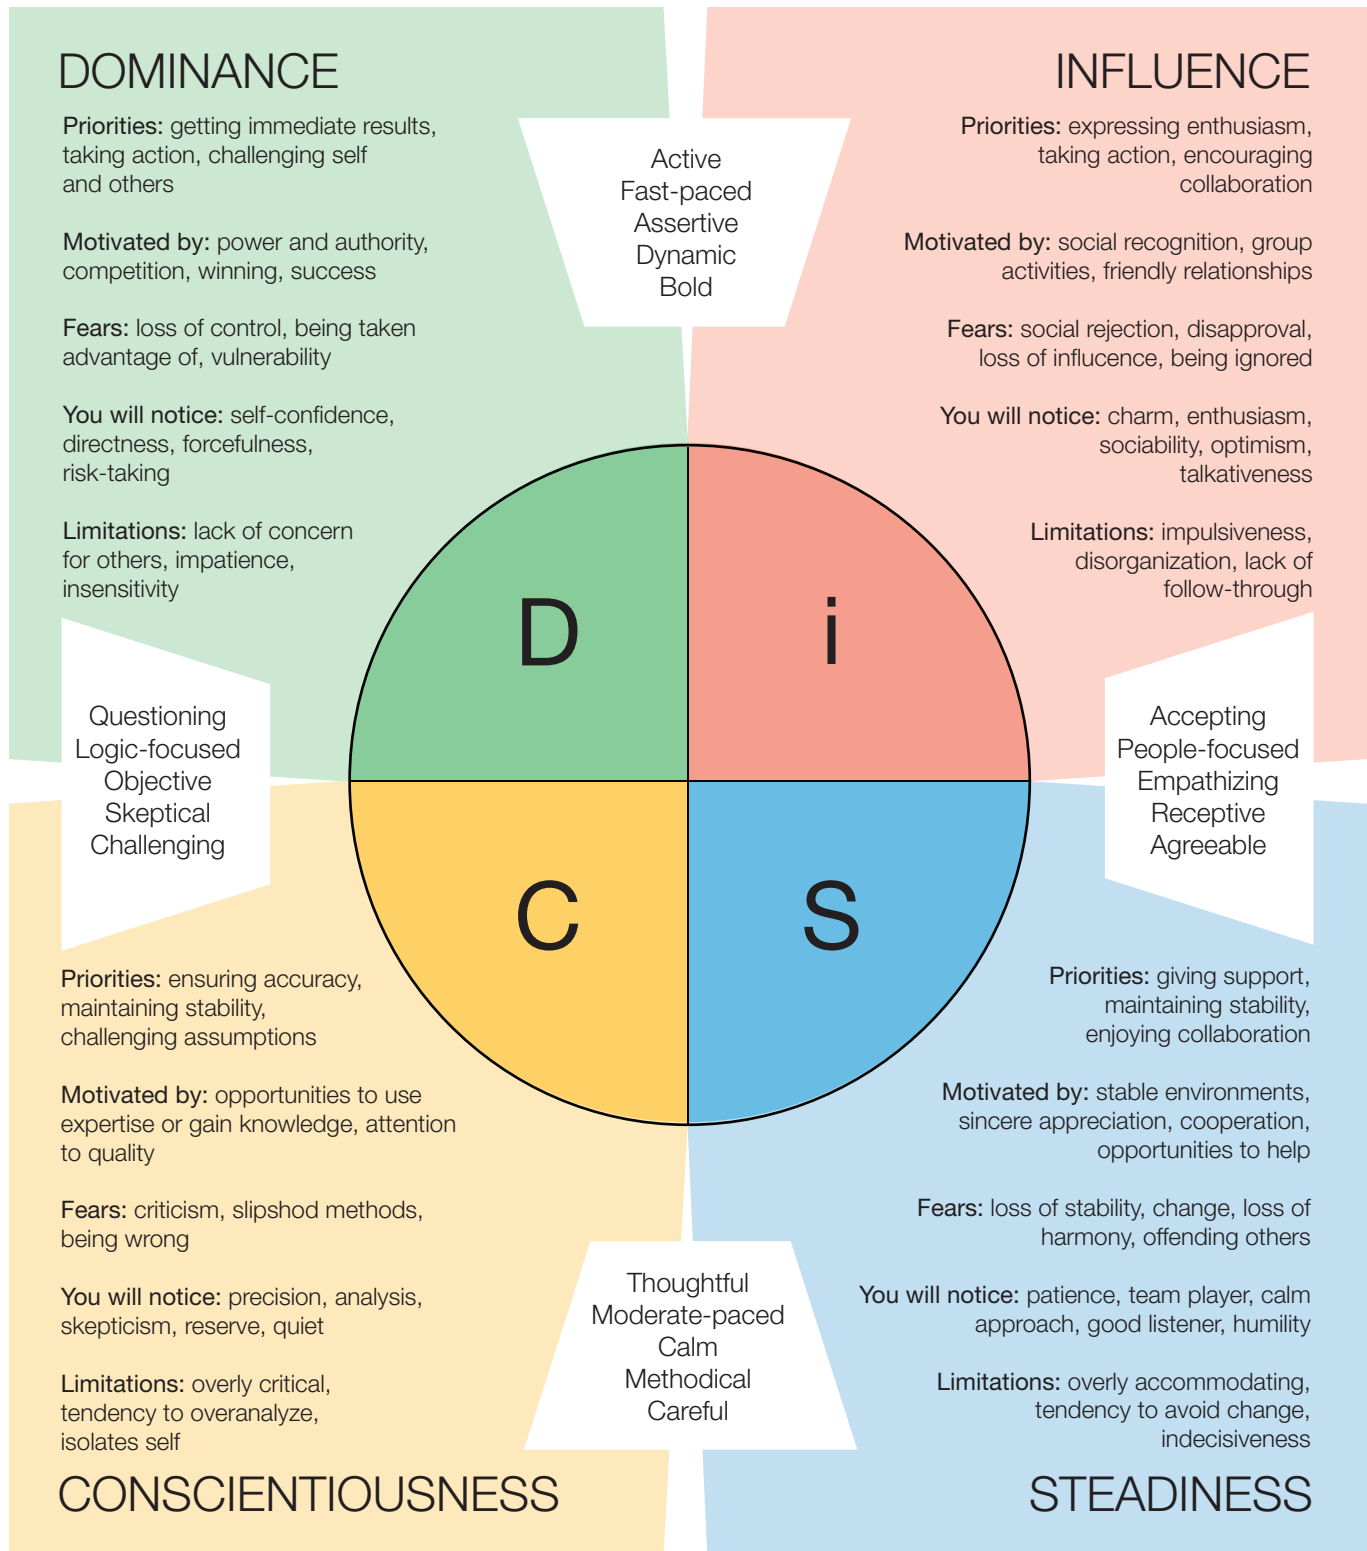 DOMINANCE
Priorities: getting immediate results,
taking action, challenging self
and others
Motivated by: power and authority,
competition, winning, success
Fears: loss of control, being taken
advantage of, vulnerability
You will notice: self-confidence,
directness, forcefulness,
risk-taking
Limitations: lack of concern
for others, impatience,
insensitivity
Active
Fast-paced
Assertive
Dynamic
Bold
INFLUENCE
Priorities: expressing enthusiasm,
taking action, encouraging
collaboration
Motivated by: social recognition, group
activities, friendly relationships
Fears: social rejection, disapproval,
loss of influcence, being ignored
You will notice: charm, enthusiasm,
sociability, optimism,
talkativeness
Limitations: impulsiveness,
disorganization, lack of
follow-through
D
i
Questioning
Logic-focused
Objective
Skeptical
Challenging
Accepting
People-focused
Empathizing
Receptive
Agreeable
C
S
Priorities: ensuring accuracy,
maintaining stability,
challenging assumptions
Motivated by: opportunities to use
expertise or gain knowledge, attention
to quality
Fears: criticism, slipshod methods,
being wrong
You will notice: precision, analysis,
skepticism, reserve, quiet
Limitations: overly critical,
tendency to overanalyze,
isolates self
CONSCIENTIOUSNESS
Thoughtful
Moderate-paced
Calm
Methodical
Careful
Priorities: giving support,
maintaining stability,
enjoying collaboration
Motivated by: stable environments,
sincere appreciation, cooperation,
opportunities to help
Fears: loss of stability, change, loss of
harmony, offending others
You will notice: patience, team player, calm
approach, good listener, humility
Limitations: overly accommodating,
tendency to avoid change,
indecisiveness
STEADINESS